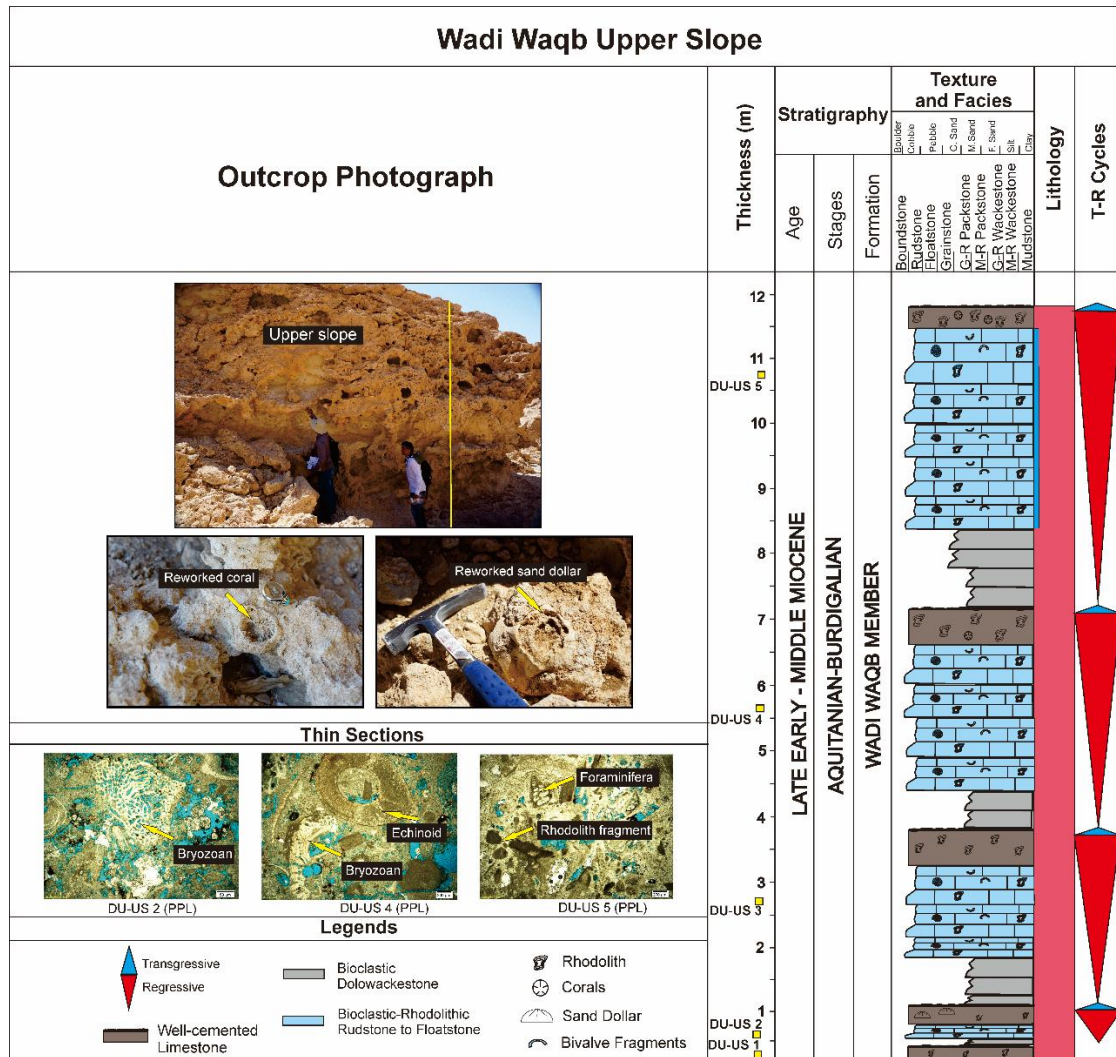 Wadi Waqb Upper Slope
Outcrop Photograph
Thickness (m)
Stratigraphy
Age
Stages
Formation
Texture
and Facies
Boulder
Cobble
Pebble
C. Sand
M.Sand
F. Sand
Silt
Clay
Boundstone
Rudstone
Floatstone
Grainstone
G-R Packstone
M-R Packstone
G-R Wackestone
M-R Wackestone
Mudstone
Lithology
T-R Cycles
Upper slope
Reworked coral
Reworked sand dollar
12
11
DU-US 5
10
9
8
7
6
DU-US 4
5
4
3
DU-US 3
2
1
DU-US 2
DU-US 1
LATE EARLY - MIDDLE MIOCENE
AQUITANIAN-BURDIGALIAN
WADI WAQB MEMBER
Thin Sections
Bryozoan
DU-US 2 (PPL)
Echinoid
Bryozoan
DU-US 4 (PPL)
Foraminifera
Rhodolith fragment
DU-US 5 (PPL)
Legends
Transgressive
Regressive
Well-cemented
Limestone
Bioclastic
Dolowackestone
Bioclastic-Rhodolithic
Rudstone to Floatstone
Rhodolith
Corals
Sand Dollar
Bivalve Fragments